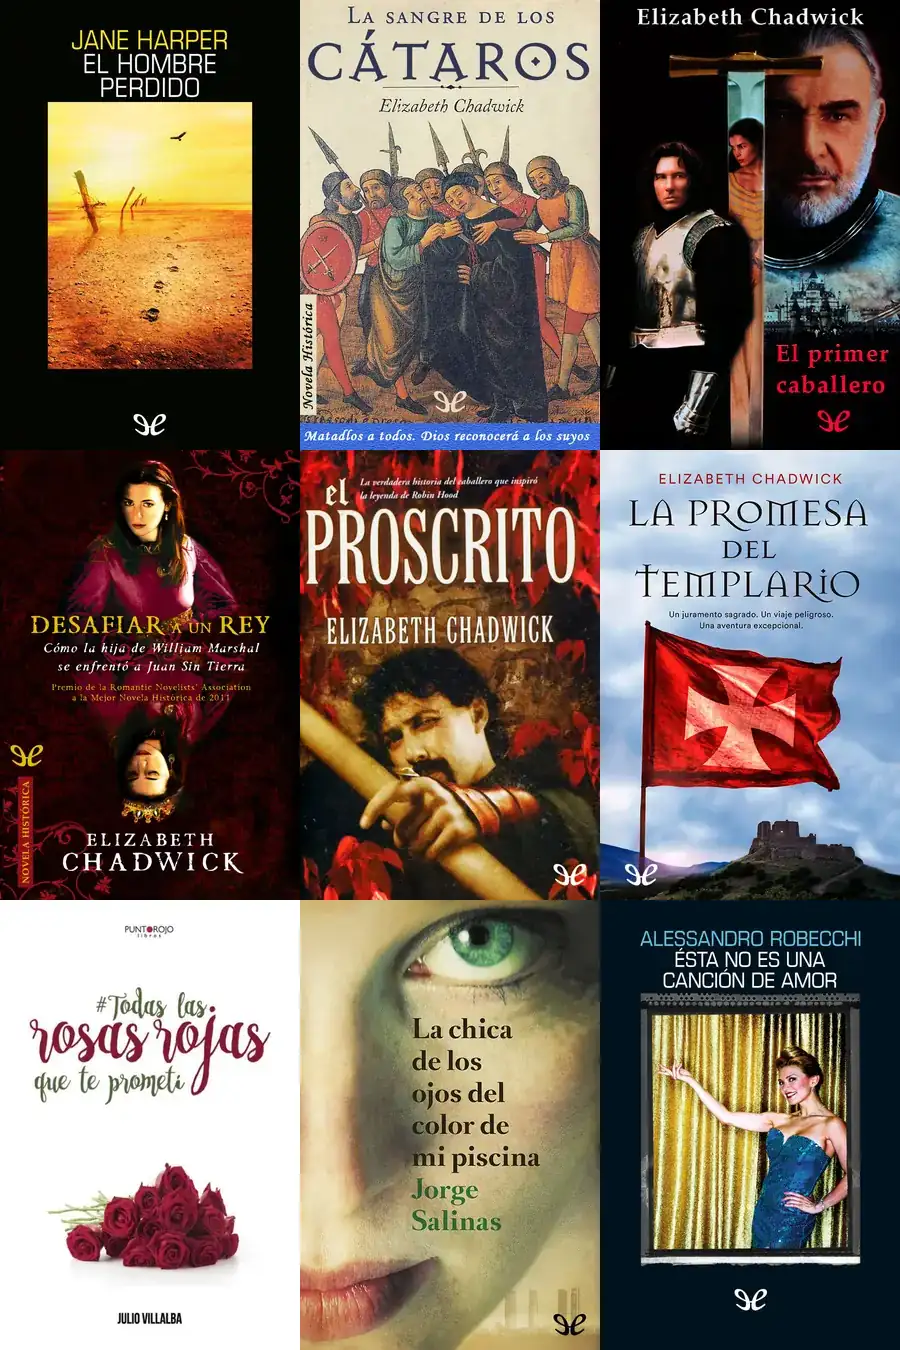 JANE HARPER
EL HOMBRE
PERDIDO
LA SANGRE DE LOS
CÁTAROS
Elizabeth Chadwick
Novela Histórica
Matadlos a todos. Dios reconocerá a los suyos
Elizabeth Chadwick
El primer
caballero
DESAFIAR A UN REY
Cómo la hija de William Marshal
se enfrentó a Juan Sin Tierra
Premio de la Romantic Novelists' Association
a la Mejor Novela Histórica de 2011
NOVELA HISTÓRICA
ELIZABETH
CHADWICK
La verdadera historia del caballero que inspiró
la leyenda de Robin Hood
el
PROSCRITO
ELIZABETH CHADWICK
ELIZABETH CHADWICK
LA PROMESA
DEL
TEMPLARIO
Un juramento sagrado. Un viaje peligroso.
Una aventura excepcional.
PUNTOROJO
libros
#Todas las
rosas rojas
que te prometí
JULIO VILLALBA
La chica
de los
ojos del
color de
mi piscina
Jorge
Salinas
ALESSANDRO ROBECCHI
ÉSTA NO ES UNA
CANCIÓN DE AMOR